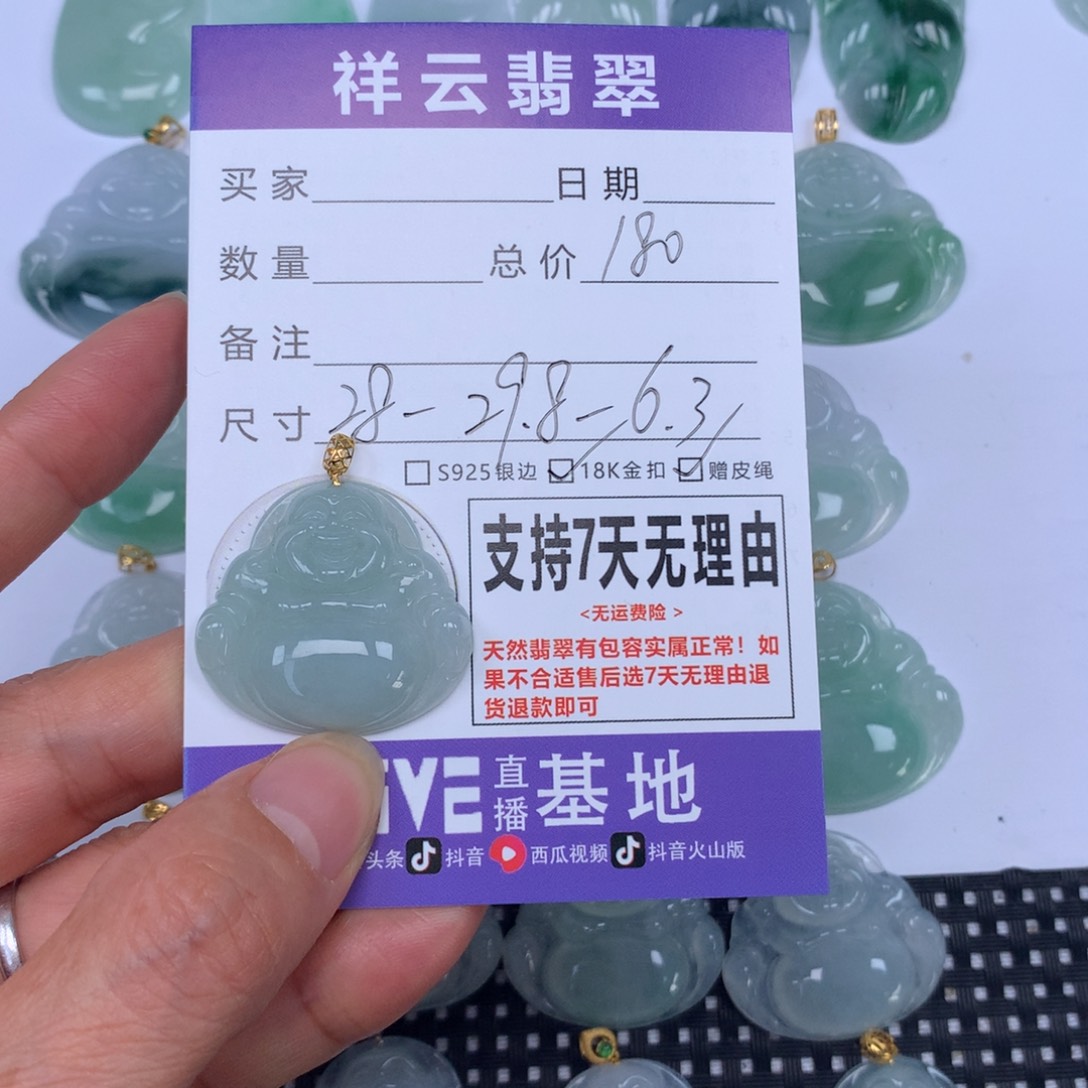 祥云翡翠
买家 日期
数量 总价 180
备注
尺寸 28-29.8-6.3
S925银边 18K金扣 赠皮绳
支持7天无理由
<无运费险 >
天然翡翠有包容实属正常！如
果不合适售后选7天无理由退
货退款即可
IVE 直播 基地
头条 抖音 西瓜视频 抖音火山版